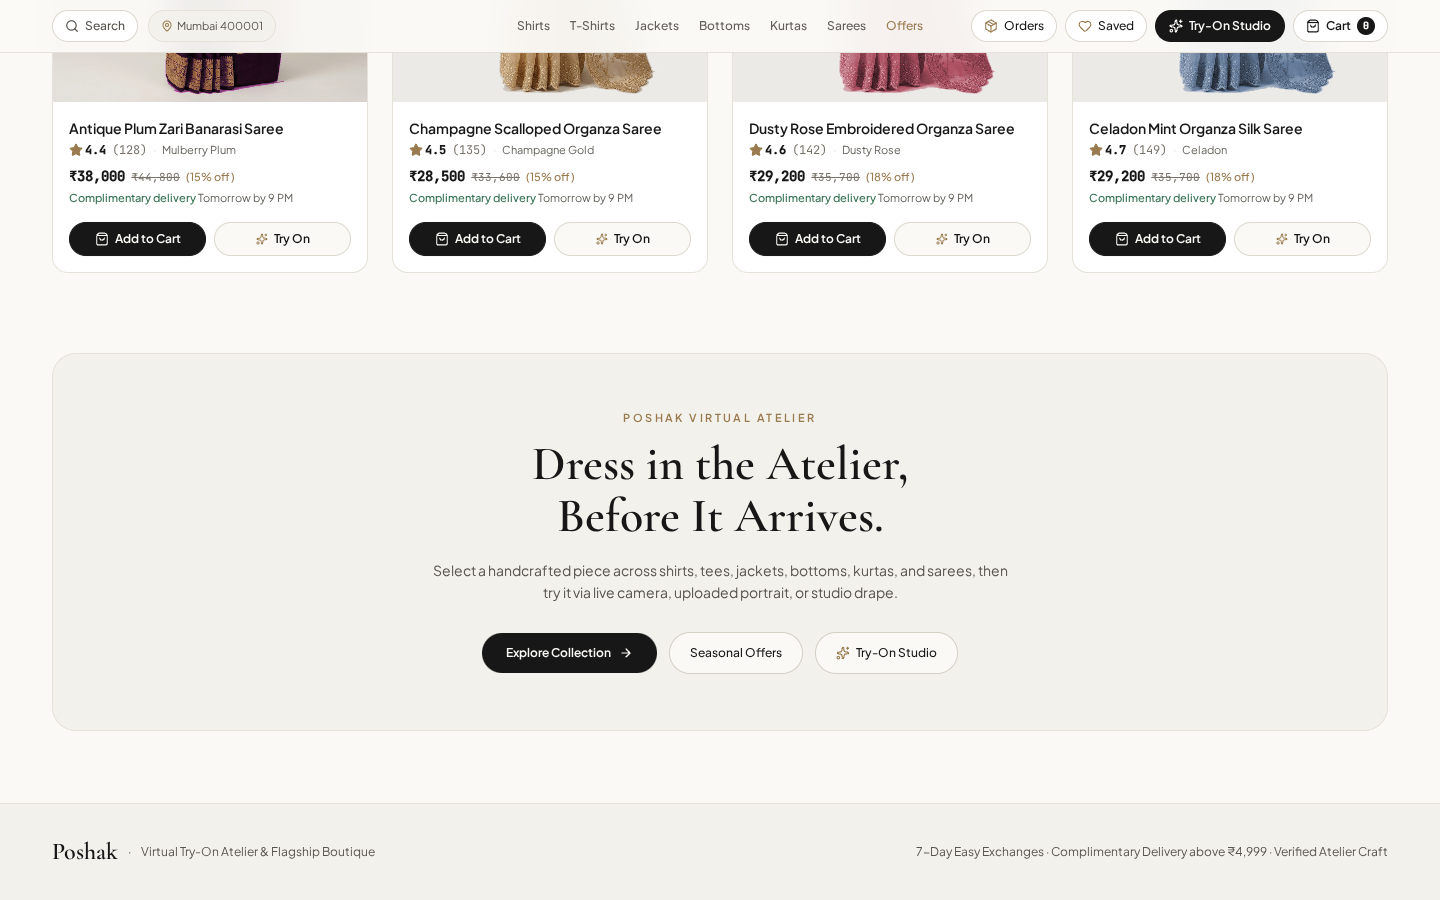 Search
Mumbai 400001
Shirts
T-Shirts
Jackets
Bottoms
Kurtas
Sarees
Offers
Orders
Saved
Try-On Studio
Cart 0
Antique Plum Zari Banarasi Saree
4.4 (128) · Mulberry Plum
₹38,000 ₹44,800 (15% off)
Complimentary delivery Tomorrow by 9 PM
Add to Cart
Try On
Champagne Scalloped Organza Saree
4.5 (135) · Champagne Gold
₹28,500 ₹33,600 (15% off)
Complimentary delivery Tomorrow by 9 PM
Add to Cart
Try On
Dusty Rose Embroidered Organza Saree
4.6 (142) · Dusty Rose
₹29,200 ₹35,700 (18% off)
Complimentary delivery Tomorrow by 9 PM
Add to Cart
Try On
Celadon Mint Organza Silk Saree
4.7 (149) · Celadon
₹29,200 ₹35,700 (18% off)
Complimentary delivery Tomorrow by 9 PM
Add to Cart
Try On
POSHAK VIRTUAL ATELIER
Dress in the Atelier,
Before It Arrives.
Select a handcrafted piece across shirts, tees, jackets, bottoms, kurtas, and sarees, then
try it via live camera, uploaded portrait, or studio drape.
Explore Collection →
Seasonal Offers
Try-On Studio
Poshak · Virtual Try-On Atelier & Flagship Boutique
7-Day Easy Exchanges · Complimentary Delivery above ₹4,999 · Verified Atelier Craft